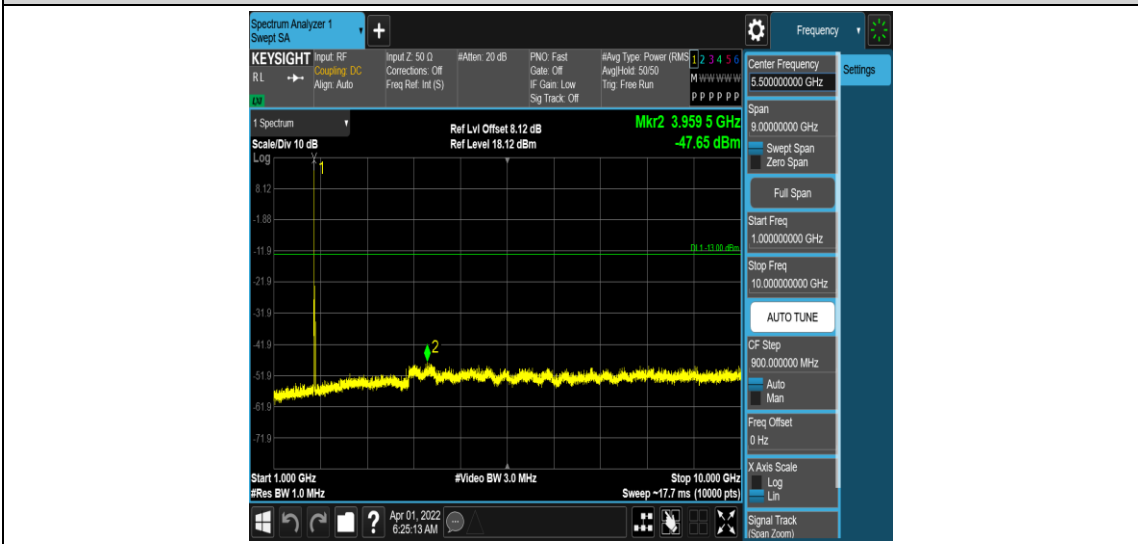 Spectrum Analyzer 1
Swept SA
+
Frequency
KEYSIGHT
RL
LXI
Input: RF
Coupling: DC
Align: Auto
Input Z: 50 Ω
Corrections: Off
Freq Ref: Int (S)
#Atten: 20 dB
PNO: Fast
Gate: Off
IF Gain: Low
Sig Track: Off
#Avg Type: Power (RMS
Avg|Hold: 50/50
Trig: Free Run
1 2 3 4 5 6
M W W W W W
P P P P P P
Center Frequency
5.500000000 GHz
Settings
Span
9.00000000 GHz
Swept Span
Zero Span
Full Span
Start Freq
1.000000000 GHz
Stop Freq
10.000000000 GHz
AUTO TUNE
CF Step
900.000000 MHz
Auto
Man
Freq Offset
0 Hz
X Axis Scale
Log
Lin
Signal Track
(Span Zoom)
1 Spectrum
Scale/Div 10 dB
Log
Ref Lvl Offset 8.12 dB
Ref Level 18.12 dBm
Mkr2 3.959 5 GHz
-47.65 dBm
1
8.12
-1.88
-11.9
DL1 -13.00 dBm
-21.9
-31.9
-41.9
2
-51.9
-61.9
-71.9
Start 1.000 GHz
#Video BW 3.0 MHz
Stop 10.000 GHz
#Res BW 1.0 MHz
Sweep ~17.7 ms (10000 pts)
?
Apr 01, 2022
6:25:13 AM